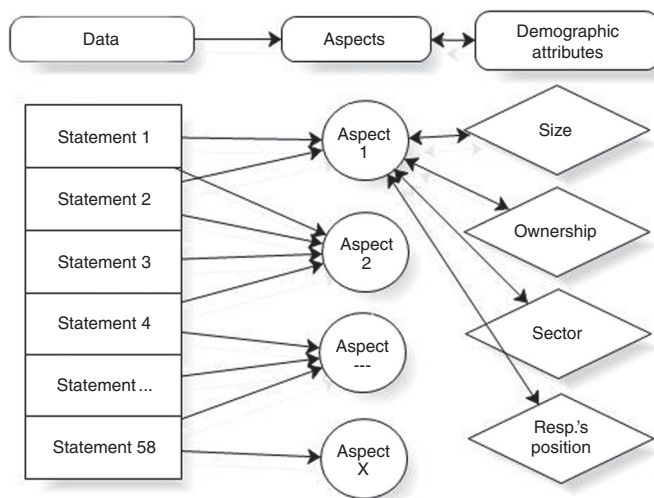 Data
Aspects
Demographic
attributes
Statement 1
Statement 2
Statement 3
Statement 4
Statement ...
Statement 58
Aspect
1
Aspect
2
Aspect
---
Aspect
X
Size
Ownership
Sector
Resp.'s
position